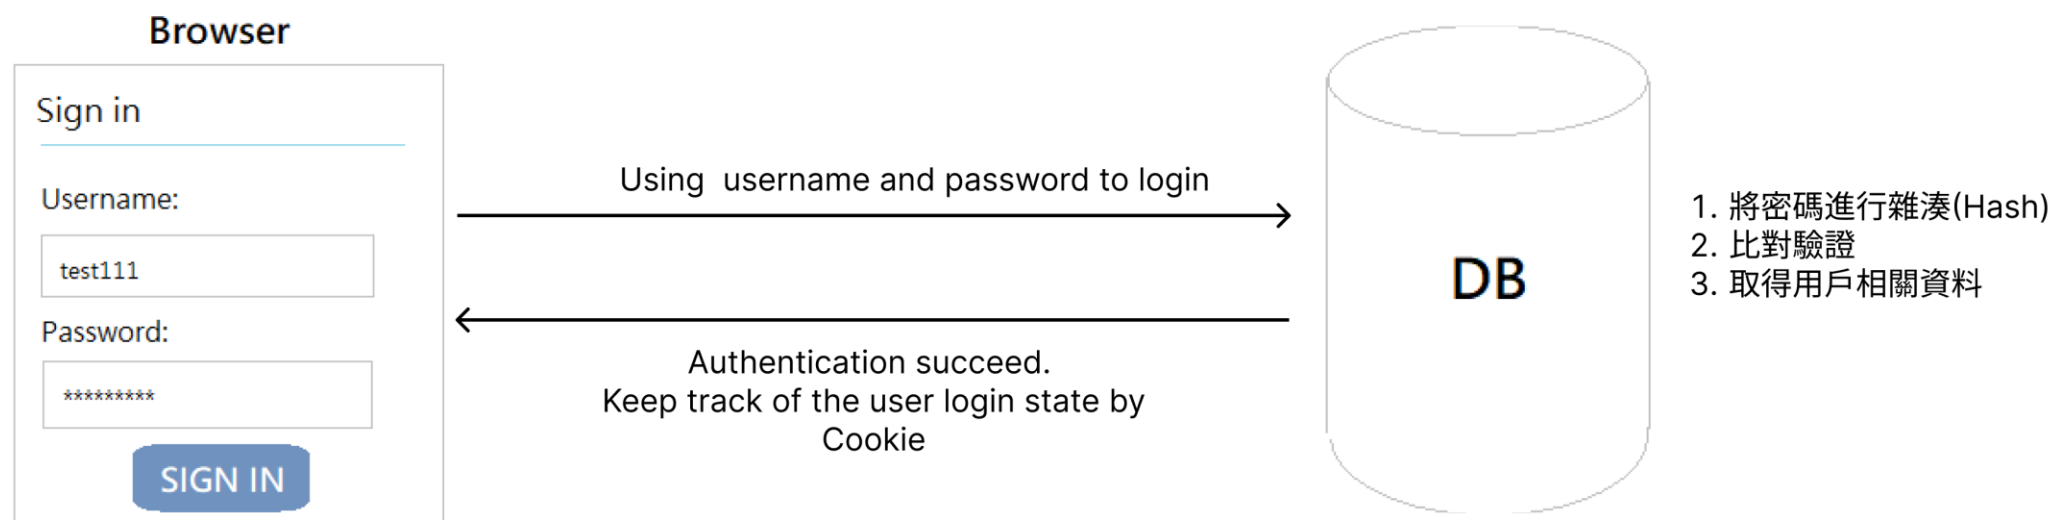 Browser
Sign in
Username:
test111
Password:
*********
SIGN IN
Using  username and password to login
Authentication succeed.
Keep track of the user login state by
Cookie
DB
1. 將密碼進行雜湊(Hash)
2. 比對驗證
3. 取得用戶相關資料